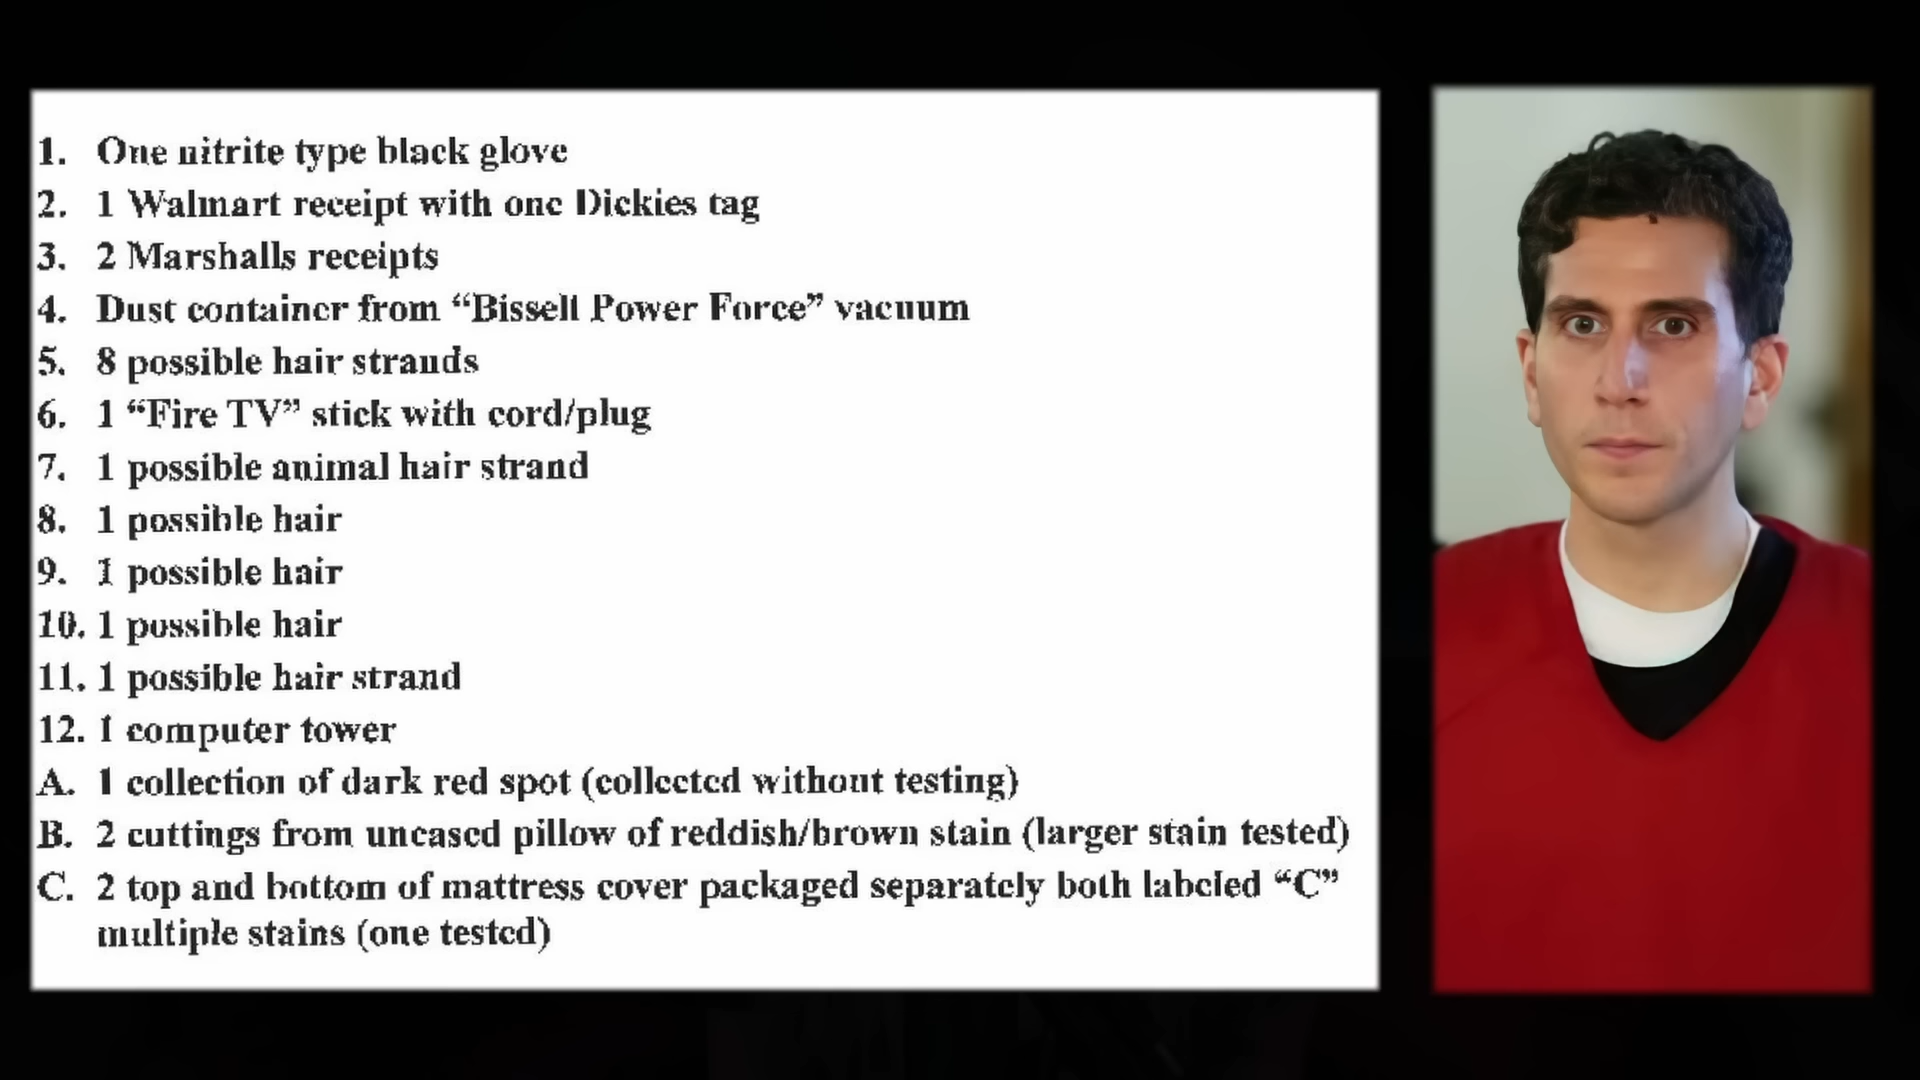 1. One nitrite type black glove
2. 1 Walmart receipt with one Dickies tag
3. 2 Marshalls receipts
4. Dust container from “Bissell Power Force” vacuum
5. 8 possible hair strands
6. 1 “Fire TV” stick with cord/plug
7. 1 possible animal hair strand
8. 1 possible hair
9. 1 possible hair
10. 1 possible hair
11. 1 possible hair strand
12. 1 computer tower
A. 1 collection of dark red spot (collected without testing)
B. 2 cuttings from uncased pillow of reddish/brown stain (larger stain tested)
C. 2 top and bottom of mattress cover packaged separately both labeled “C”
multiple stains (one tested)